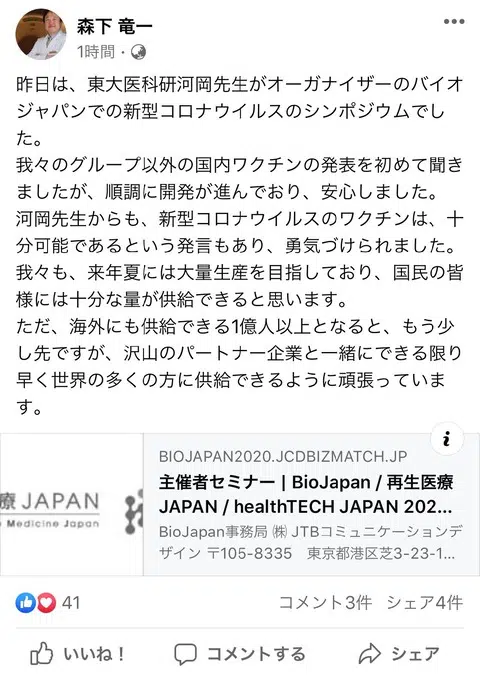 森下 竜一
1時間・
昨日は、東大医科研河岡先生がオーガナイザーのバイオ
ジャパンでの新型コロナウイルスのシンポジウムでし
た。
我々のグループ以外の国内ワクチンの発表を初めて聞き
ましたが、順調に開発が進んでおり、安心しました。
河岡先生からも、新型コロナウイルスのワクチンは、十
分可能であるという発言もあり、勇気づけられました。
我々も、来年夏には大量生産を目指しており、国民の皆
様には十分な量が供給できると思います。
ただ、海外にも供給できる1億人以上となると、もう少
し先ですが、沢山のパートナー企業と一緒にできる限り
早く世界の多くの方に供給できるように頑張っていま
す。
療 JAPAN
e Medicine Japan
BIOJAPAN2020.JCDBIZMATCH.JP
主催者セミナー | BioJapan / 再生医療
JAPAN / healthTECH JAPAN 202...
BioJapan事務局 ㈱ JTBコミュニケーションデ
ザイン 〒105-8335 東京都港区芝3-23-1...
41
コメント3件 シェア4件
いいね！ コメントする シェア